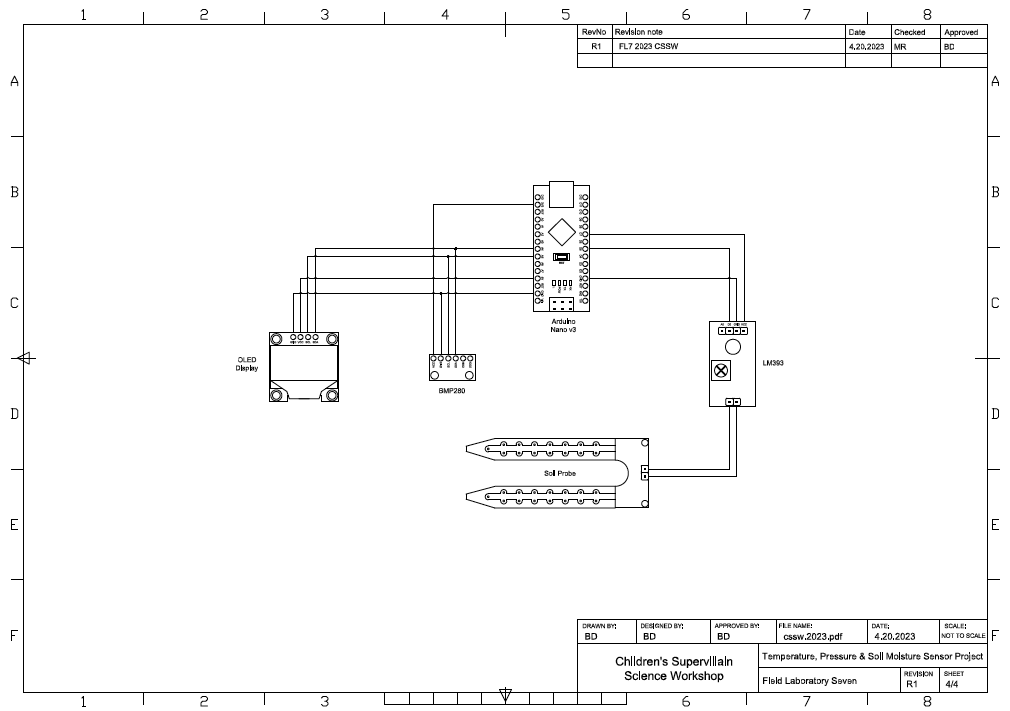 1 2 3 4 5 6 7 8
RevNo Revision note Date Checked Approved
R1 FL7 2023 CSSW 4.20.2023 MR BD
A A
B B
Arduino
Nano v3
C C
OLED
Display
BMP280
LM393
D D
Soil Probe
E E
F F
DRAWN BY: DESIGNED BY: APPROVED BY: FILE NAME: DATE: SCALE:
BD BD BD cssw.2023.pdf 4.20.2023 NOT TO SCALE
Children's Supervillain
Science Workshop
Temperature, Pressure & Soil Moisture Sensor Project
Field Laboratory Seven
REVISION SHEET
R1 4/4
1 2 3 4 5 6 7 8